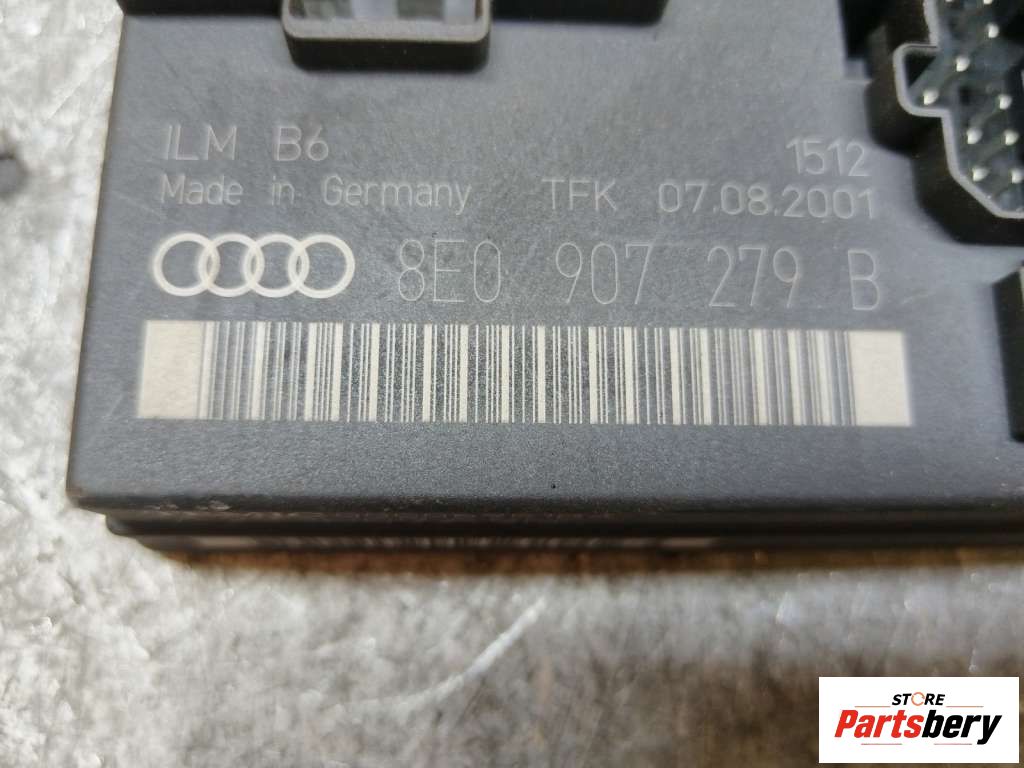 ILM B6 1512
Made in Germany TFK 07.08.2001
8E0 907 279 B
STORE
Partsbery